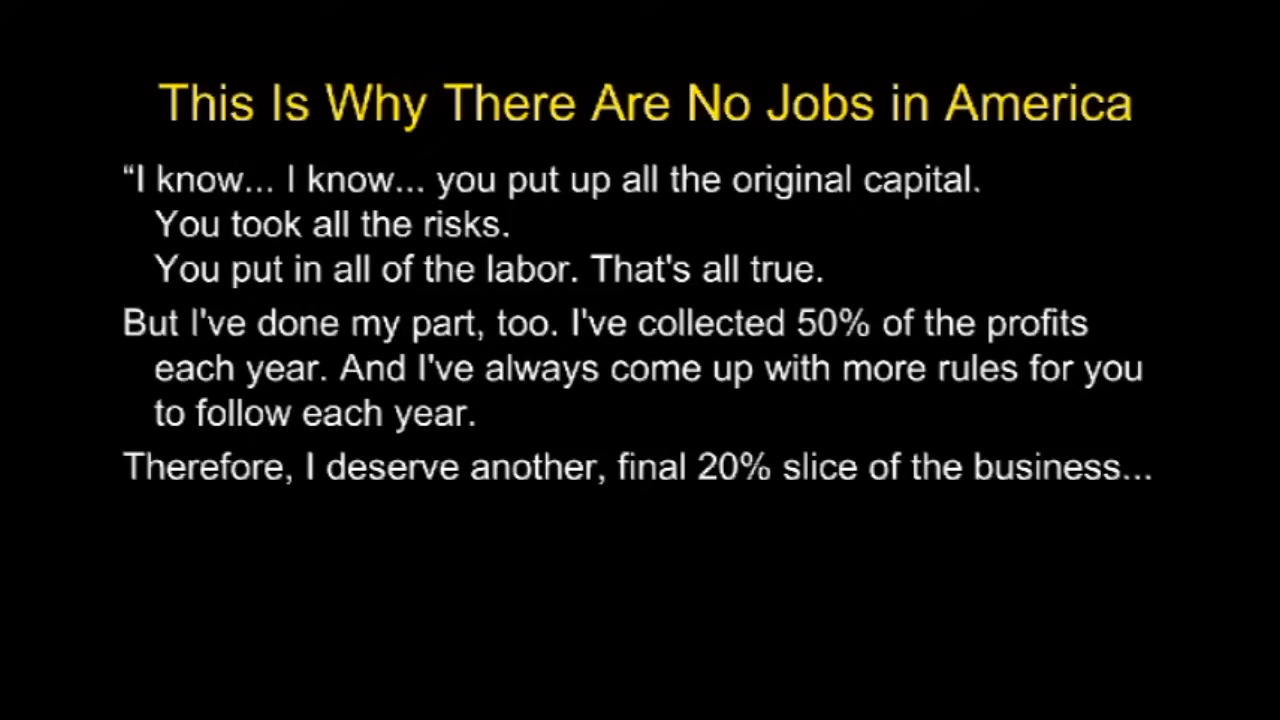 This Is Why There Are No Jobs in America
“I know... I know... you put up all the original capital.
You took all the risks.
You put in all of the labor. That's all true.
But I've done my part, too. I've collected 50% of the profits
each year. And I've always come up with more rules for you
to follow each year.
Therefore, I deserve another, final 20% slice of the business...